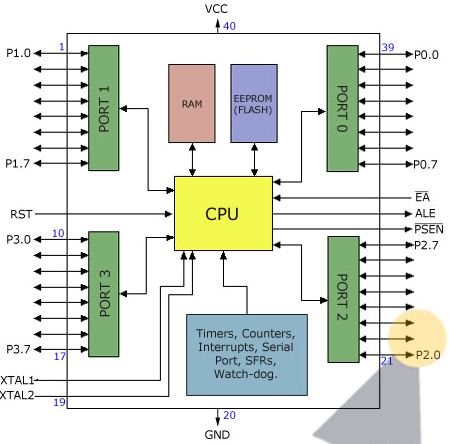 VCC
40
1
39
P1.0
P0.0
PORT 1
RAM
EEPROM
(FLASH)
PORT 0
P1.7
P0.7
EA
RST
CPU
ALE
PSEN
10
P3.0
P2.7
PORT 3
PORT 2
Timers, Counters,
Interrupts, Serial
Port, SFRs,
Watch-dog.
P3.7
P2.0
17
21
XTAL1
XTAL2
19
20
GND